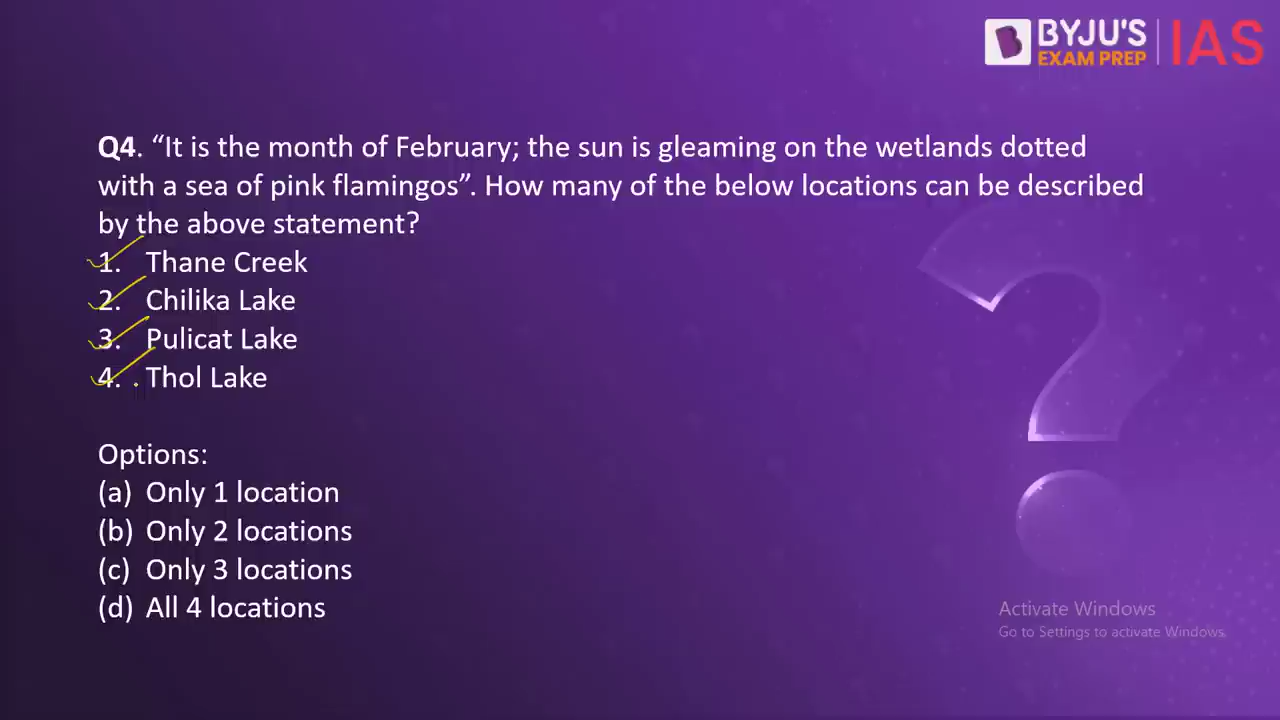 BYJU'S
EXAM PREP
IAS
Q4. “It is the month of February; the sun is gleaming on the wetlands dotted
with a sea of pink flamingos”. How many of the below locations can be described
by the above statement?
1. Thane Creek
2. Chilika Lake
3. Pulicat Lake
4. Thol Lake
Options:
(a) Only 1 location
(b) Only 2 locations
(c) Only 3 locations
(d) All 4 locations
Activate Windows
Go to Settings to activate Windows.